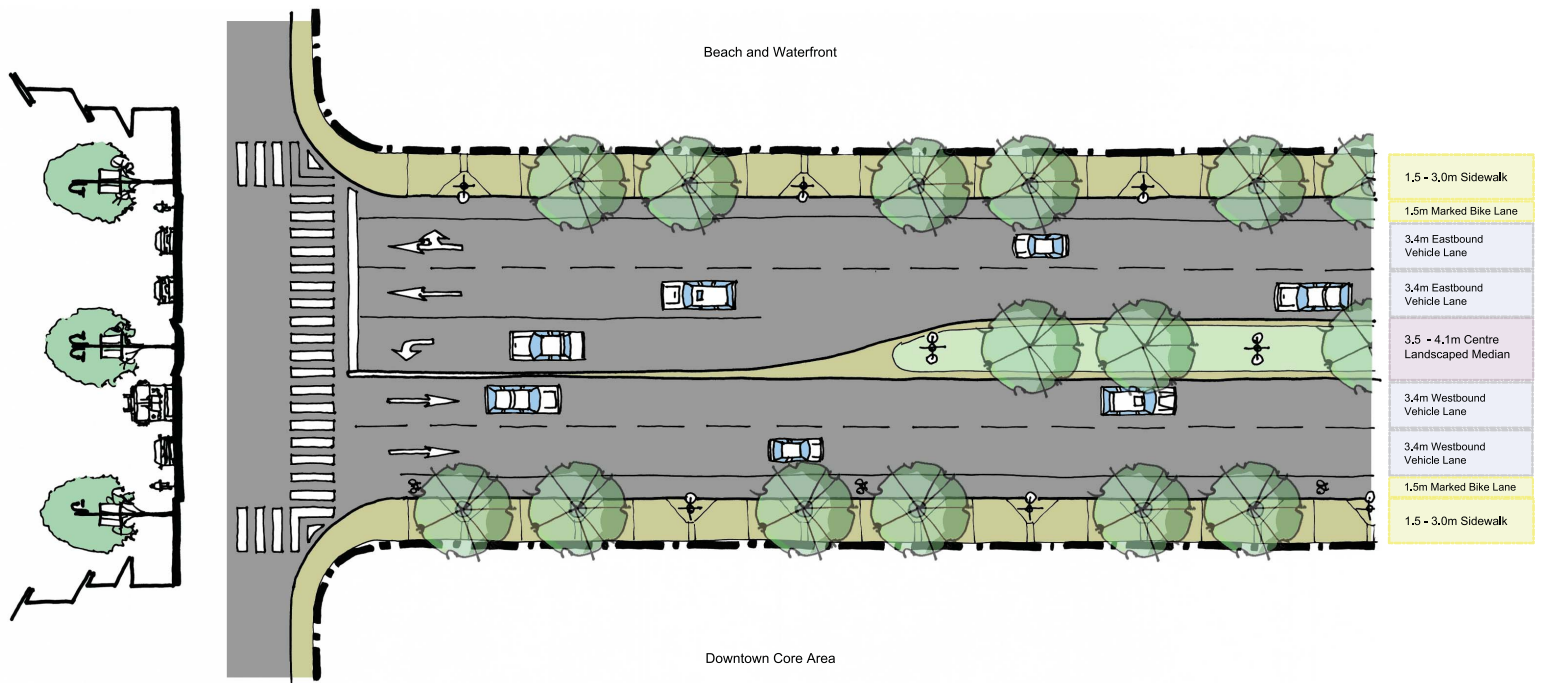 Beach and Waterfront
1.5 - 3.0m Sidewalk
1.5m Marked Bike Lane
3.4m Eastbound
Vehicle Lane
3.4m Eastbound
Vehicle Lane
3.5 - 4.1m Centre
Landscaped Median
3.4m Westbound
Vehicle Lane
3.4m Westbound
Vehicle Lane
1.5m Marked Bike Lane
1.5 - 3.0m Sidewalk
Downtown Core Area